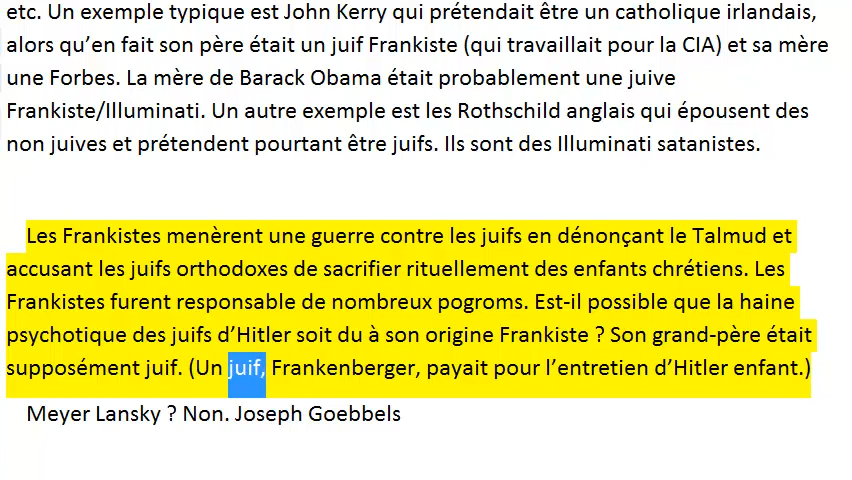 etc. Un exemple typique est John Kerry qui prétendait être un catholique irlandais,
alors qu’en fait son père était un juif Frankiste (qui travaillait pour la CIA) et sa mère
une Forbes. La mère de Barack Obama était probablement une juive
Frankiste/Illuminati. Un autre exemple est les Rothschild anglais qui épousent des
non juives et prétendent pourtant être juifs. Ils sont des Illuminati satanistes.
Les Frankistes menèrent une guerre contre les juifs en dénonçant le Talmud et
accusant les juifs orthodoxes de sacrifier rituellement des enfants chrétiens. Les
Frankistes furent responsable de nombreux pogroms. Est-il possible que la haine
psychotique des juifs d’Hitler soit du à son origine Frankiste ? Son grand-père était
supposément juif. (Un juif, Frankenberger, payait pour l’entretien d’Hitler enfant.)
Meyer Lansky ? Non. Joseph Goebbels